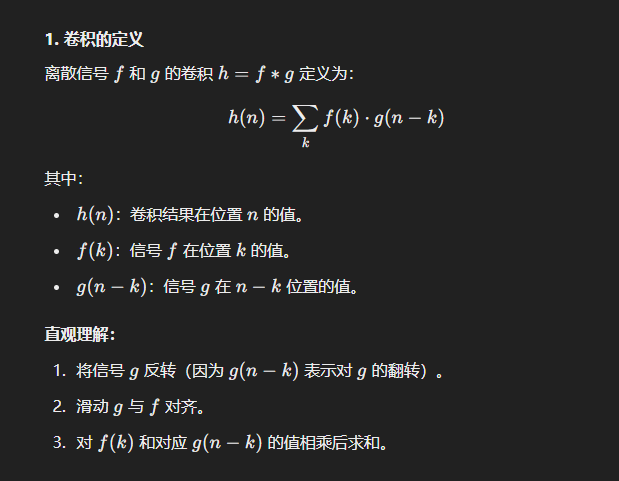 1. 卷积的定义
离散信号 f 和 g 的卷积 h = f * g 定义为：
h(n) = ∑ f(k) · g(n − k)
k
其中：
• h(n)：卷积结果在位置 n 的值。
• f(k)：信号 f 在位置 k 的值。
• g(n − k)：信号 g 在 n − k 位置的值。
直观理解：
1. 将信号 g 反转（因为 g(n − k) 表示对 g 的翻转）。
2. 滑动 g 与 f 对齐。
3. 对 f(k) 和对应 g(n − k) 的值相乘后求和。